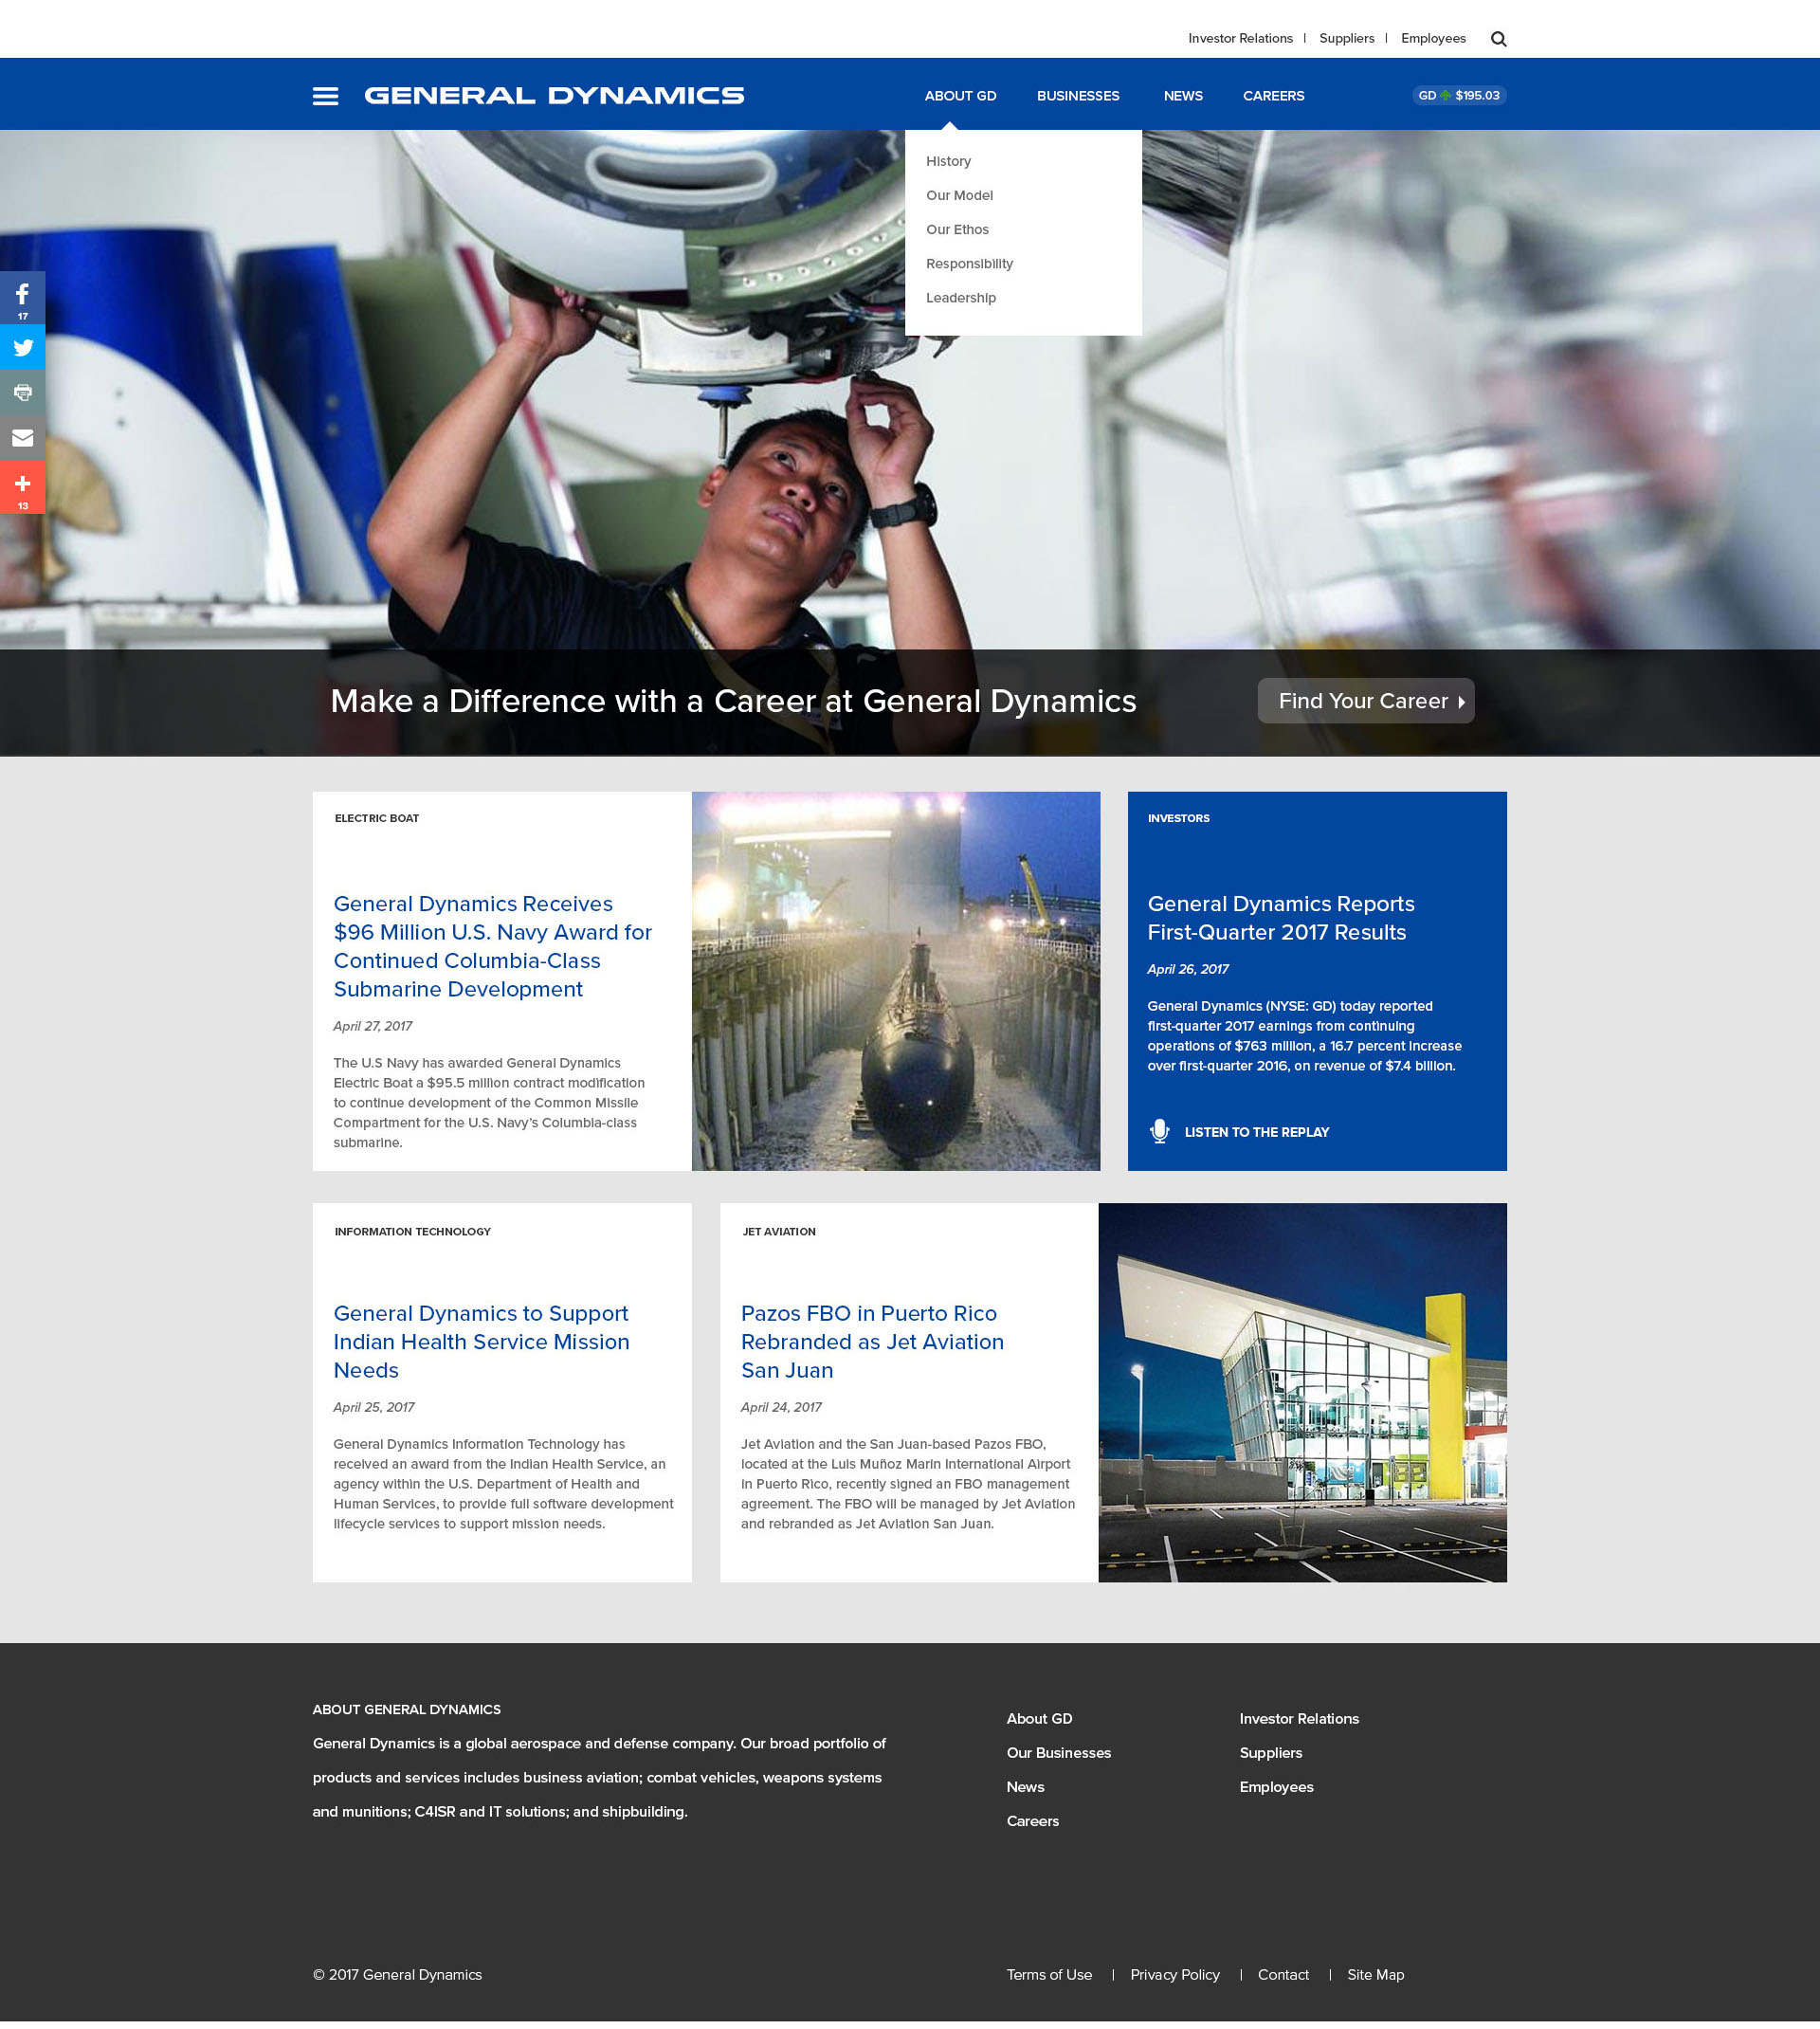 Investor Relations | Suppliers | Employees
GENERAL DYNAMICS
ABOUT GD BUSINESSES NEWS CAREERS
GD $195.03
History
Our Model
Our Ethos
Responsibility
Leadership
17
13
Make a Difference with a Career at General Dynamics
Find Your Career
ELECTRIC BOAT
General Dynamics Receives
$96 Million U.S. Navy Award for
Continued Columbia-Class
Submarine Development
April 27, 2017
The U.S Navy has awarded General Dynamics
Electric Boat a $95.5 million contract modification
to continue development of the Common Missile
Compartment for the U.S. Navy’s Columbia-class
submarine.
INVESTORS
General Dynamics Reports
First-Quarter 2017 Results
April 26, 2017
General Dynamics (NYSE: GD) today reported
first-quarter 2017 earnings from continuing
operations of $763 million, a 16.7 percent increase
over first-quarter 2016, on revenue of $7.4 billion.
LISTEN TO THE REPLAY
INFORMATION TECHNOLOGY
General Dynamics to Support
Indian Health Service Mission
Needs
April 25, 2017
General Dynamics Information Technology has
received an award from the Indian Health Service, an
agency within the U.S. Department of Health and
Human Services, to provide full software development
lifecycle services to support mission needs.
JET AVIATION
Pazos FBO in Puerto Rico
Rebranded as Jet Aviation
San Juan
April 24, 2017
Jet Aviation and the San Juan-based Pazos FBO,
located at the Luis Muñoz Marin International Airport
in Puerto Rico, recently signed an FBO management
agreement. The FBO will be managed by Jet Aviation
and rebranded as Jet Aviation San Juan.
ABOUT GENERAL DYNAMICS
General Dynamics is a global aerospace and defense company. Our broad portfolio of
products and services includes business aviation; combat vehicles, weapons systems
and munitions; C4ISR and IT solutions; and shipbuilding.
About GD
Our Businesses
News
Careers
Investor Relations
Suppliers
Employees
© 2017 General Dynamics
Terms of Use | Privacy Policy | Contact | Site Map